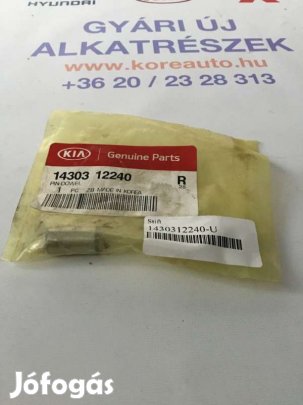 GYÁRI ÚJ
ALKATRÉSZEK
www.koreauto.hu
+36 20 / 23 28 313
KIA Genuine Parts
14303 12240 R
PIN-DOWEL
1 PC 2B MADE IN KOREA
1430312240-U
Jófogás